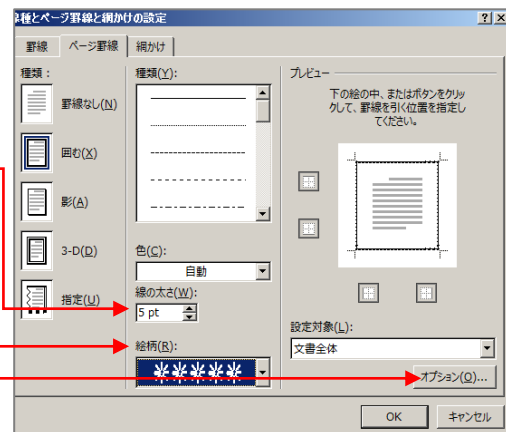 線種とページ罫線と網かけの設定
罫線
ページ罫線
網かけ
種類：
罫線なし(N)
囲む(X)
影(A)
3-D(D)
指定(U)
種類(Y):
色(C):
自動
線の太さ(W):
5 pt
絵柄(R):
プレビュー
下の絵の中、またはボタンをクリッ
クして、罫線を引く位置を指定し
てください。
設定対象(L):
文書全体
オプション(O)...
OK
キャンセル